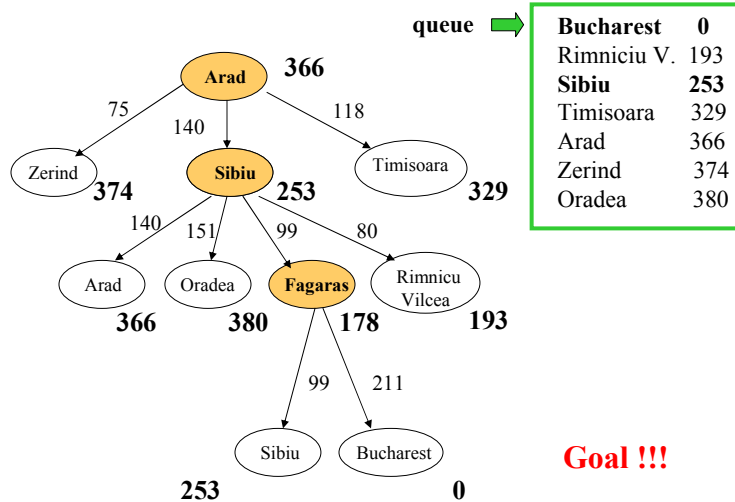 queue
Bucharest 0
Rimniciu V. 193
Sibiu 253
Timisoara 329
Arad 366
Zerind 374
Oradea 380
Arad 366
75
140
118
Zerind 374
Sibiu 253
Timisoara 329
140
151
99
80
Arad 366
Oradea 380
Fagaras 178
Rimnicu
Vilcea 193
99
211
Sibiu 253
Bucharest 0
Goal !!!